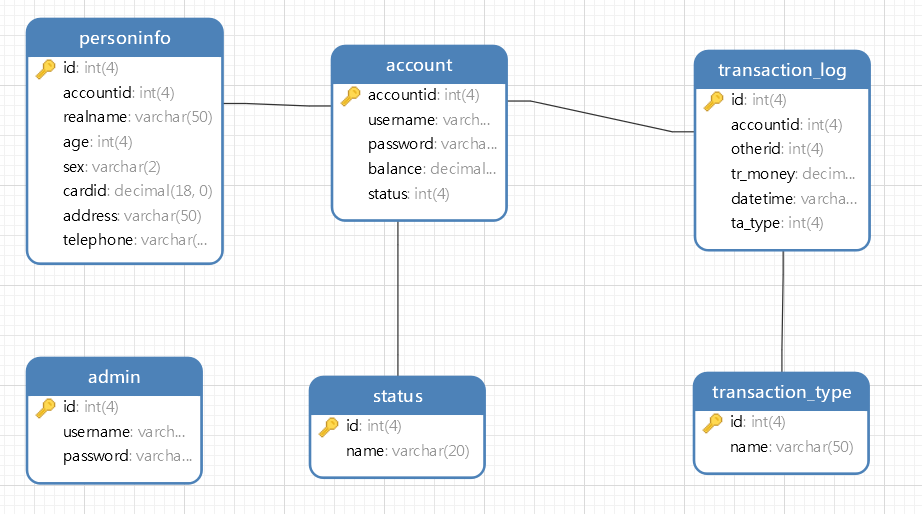 personinfo
id: int(4)
accountid: int(4)
realname: varchar(50)
age: int(4)
sex: varchar(2)
cardid: decimal(18, 0)
address: varchar(50)
telephone: varchar(...
account
accountid: int(4)
username: varch...
password: varcha...
balance: decimal...
status: int(4)
transaction_log
id: int(4)
accountid: int(4)
otherid: int(4)
tr_money: decim...
datetime: varcha...
ta_type: int(4)
admin
id: int(4)
username: varch...
password: varcha...
status
id: int(4)
name: varchar(20)
transaction_type
id: int(4)
name: varchar(50)